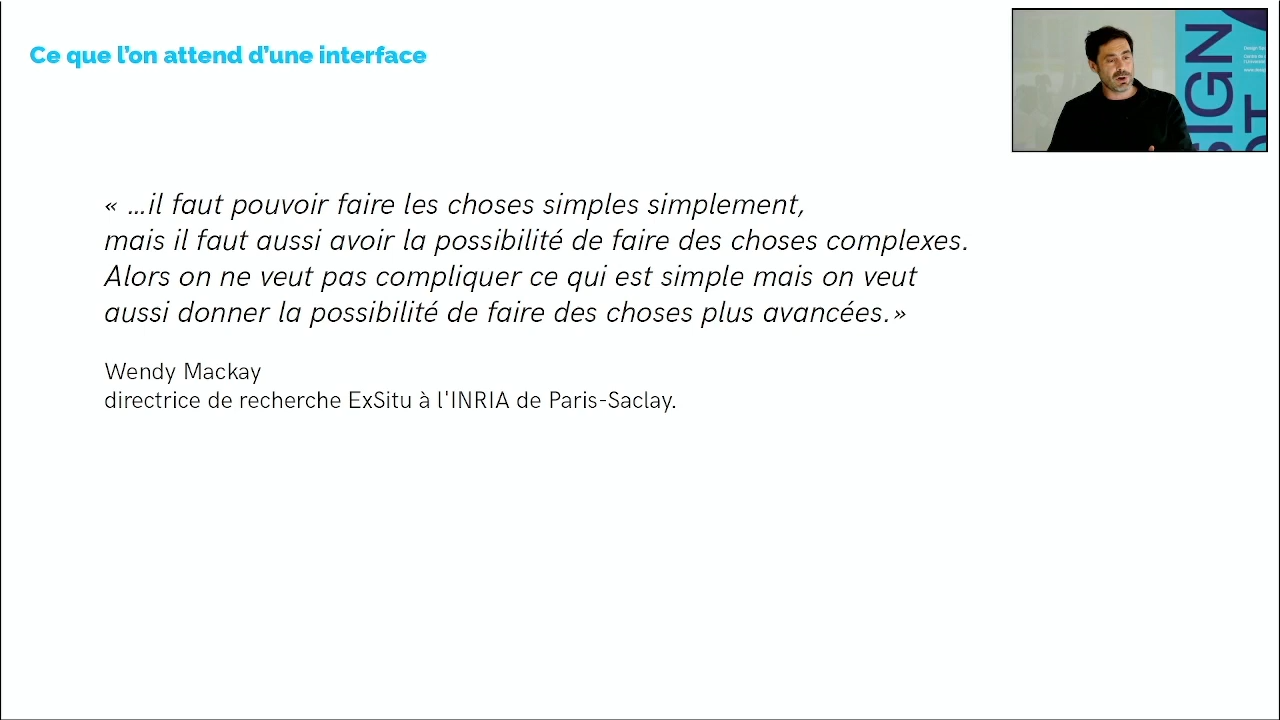 Ce que l’on attend d’une interface
« ...il faut pouvoir faire les choses simples simplement,
mais il faut aussi avoir la possibilité de faire des choses complexes.
Alors on ne veut pas compliquer ce qui est simple mais on veut
aussi donner la possibilité de faire des choses plus avancées.»
Wendy Mackay
directrice de recherche ExSitu à l'INRIA de Paris-Saclay.